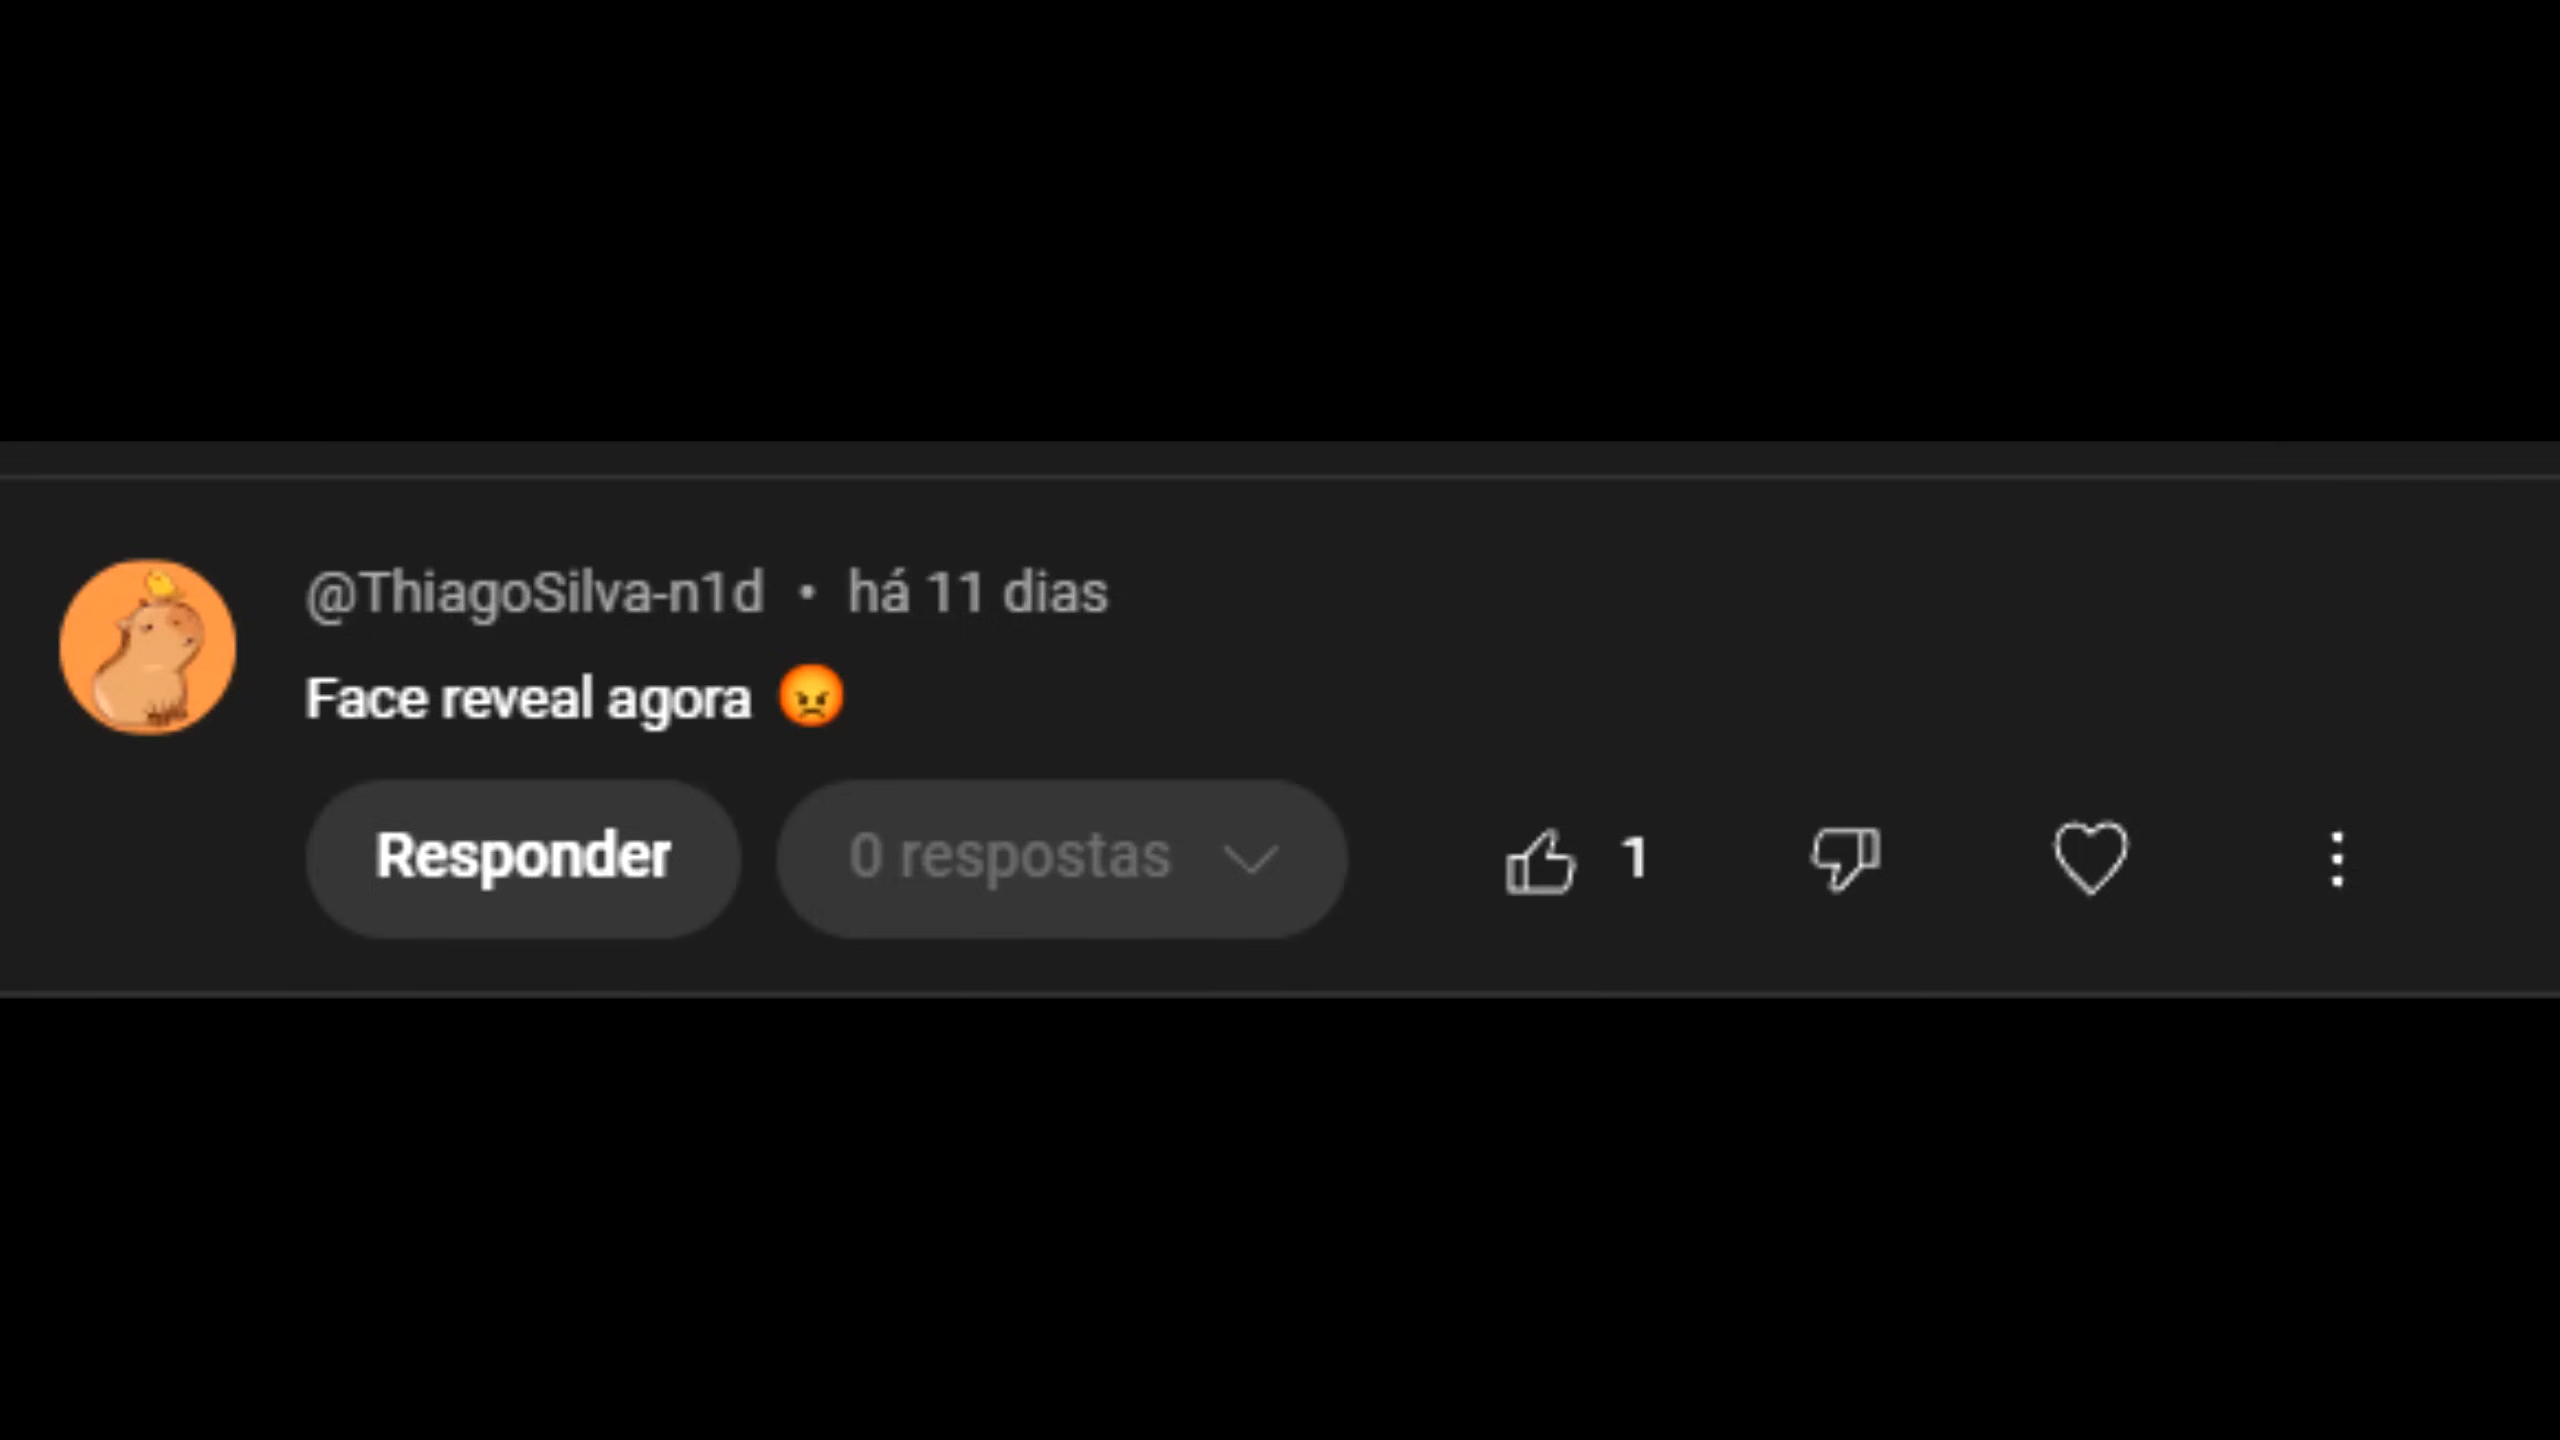 @ThiagoSilva-n1d • há 11 dias
Face reveal agora 😡
Responder 0 respostas 1